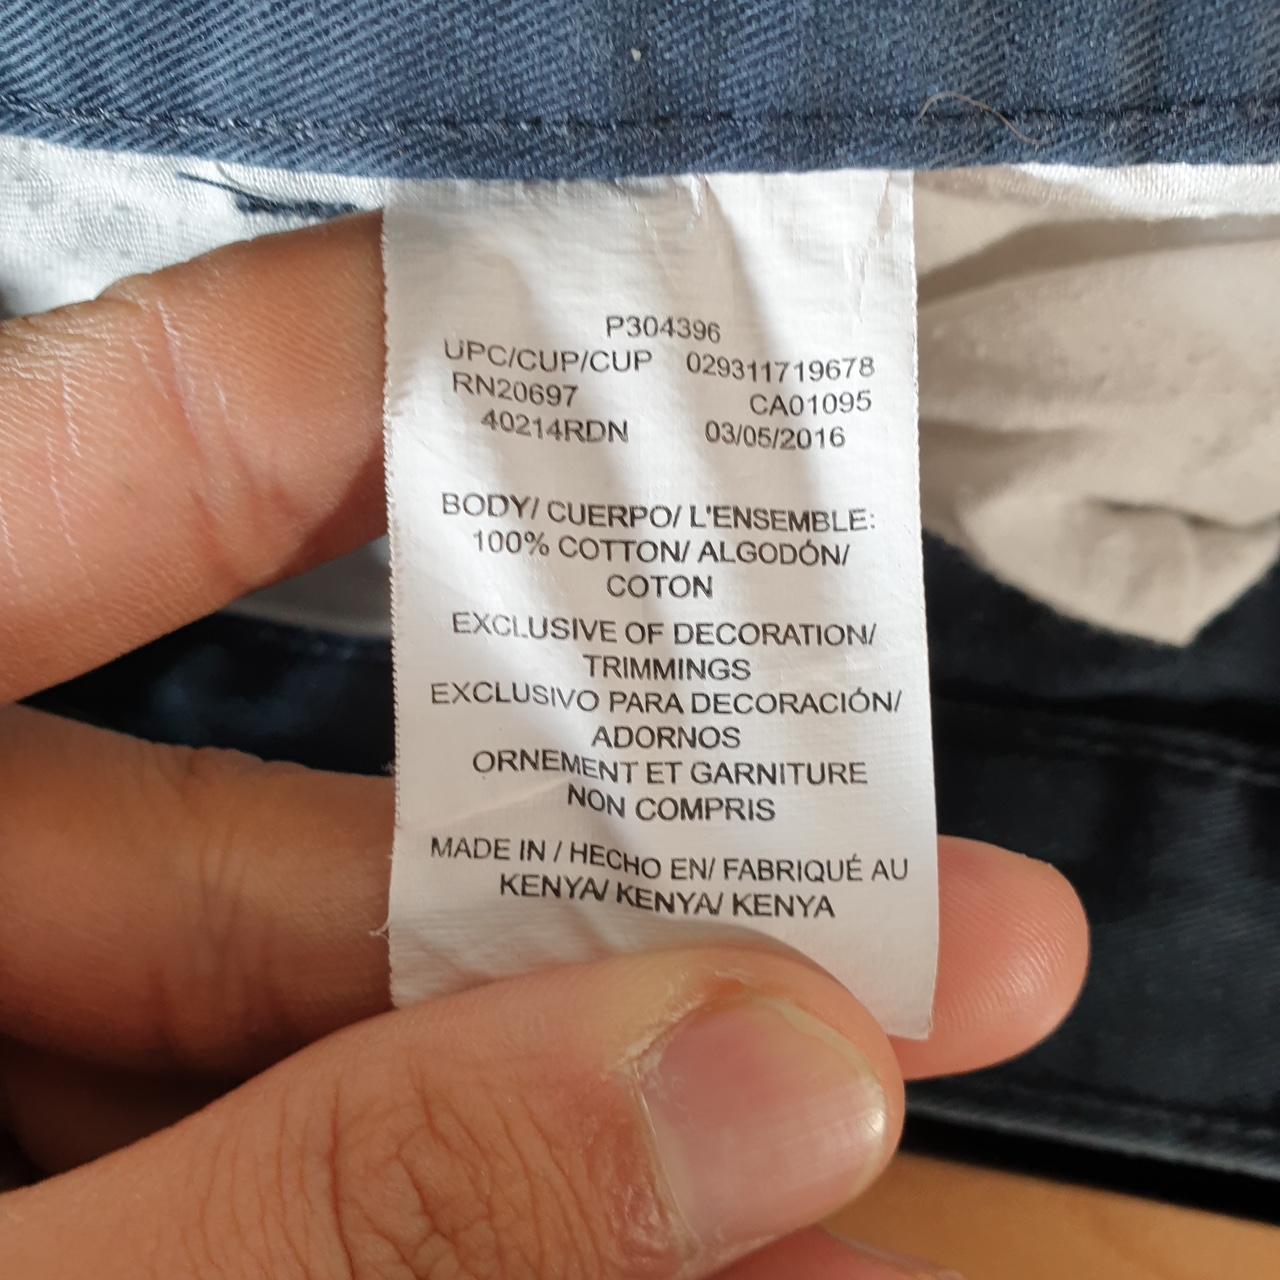 P304396
UPC/CUP/CUP 029311719678
RN20697 CA01095
40214RDN 03/05/2016
BODY/ CUERPO/ L'ENSEMBLE:
100% COTTON/ ALGODÓN/
COTON
EXCLUSIVE OF DECORATION/
TRIMMINGS
EXCLUSIVO PARA DECORACIÓN/
ADORNOS
ORNEMENT ET GARNITURE
NON COMPRIS
MADE IN / HECHO EN/ FABRIQUÉ AU
KENYA/ KENYA/ KENYA